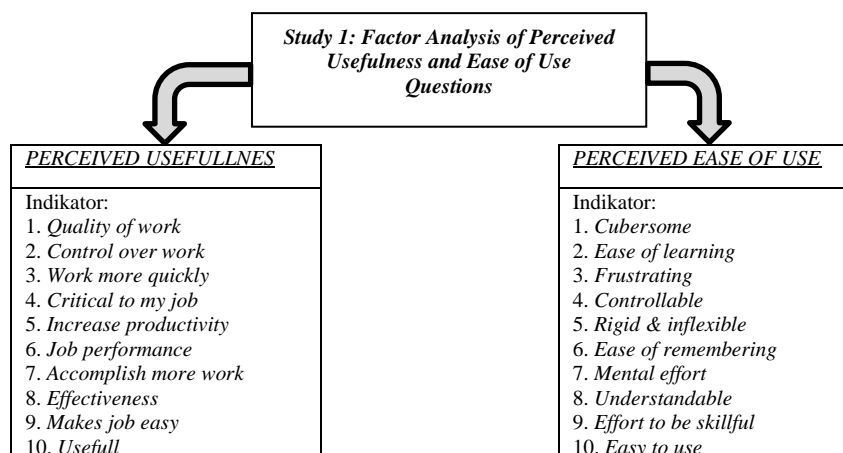 Study 1: Factor Analysis of Perceived
Usefulness and Ease of Use
Questions
PERCEIVED USEFULLNES
Indikator:
1. Quality of work
2. Control over work
3. Work more quickly
4. Critical to my job
5. Increase productivity
6. Job performance
7. Accomplish more work
8. Effectiveness
9. Makes job easy
10. Usefull
PERCEIVED EASE OF USE
Indikator:
1. Cubersome
2. Ease of learning
3. Frustrating
4. Controllable
5. Rigid & inflexible
6. Ease of remembering
7. Mental effort
8. Understandable
9. Effort to be skillful
10. Easy to use